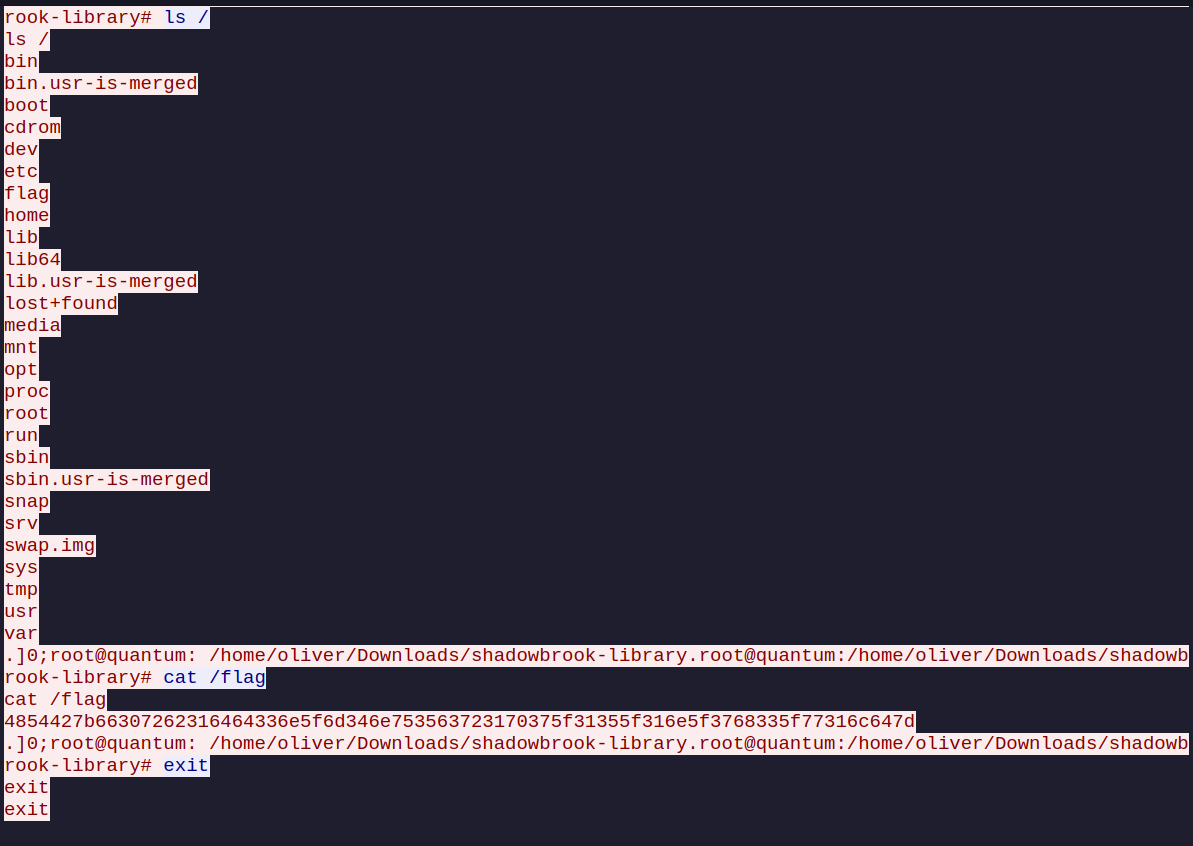 rook-library# ls /
ls /
bin
bin.usr-is-merged
boot
cdrom
dev
etc
flag
home
lib
lib64
lib.usr-is-merged
lost+found
media
mnt
opt
proc
root
run
sbin
sbin.usr-is-merged
snap
srv
swap.img
sys
tmp
usr
var
.]0;root@quantum: /home/oliver/Downloads/shadowbrook-library.root@quantum:/home/oliver/Downloads/shadowb
rook-library# cat /flag
cat /flag
4854427b66307262316464336e5f6d346e753563723170375f31355f316e5f3768335f77316c647d
.]0;root@quantum: /home/oliver/Downloads/shadowbrook-library.root@quantum:/home/oliver/Downloads/shadowb
rook-library# exit
exit
exit